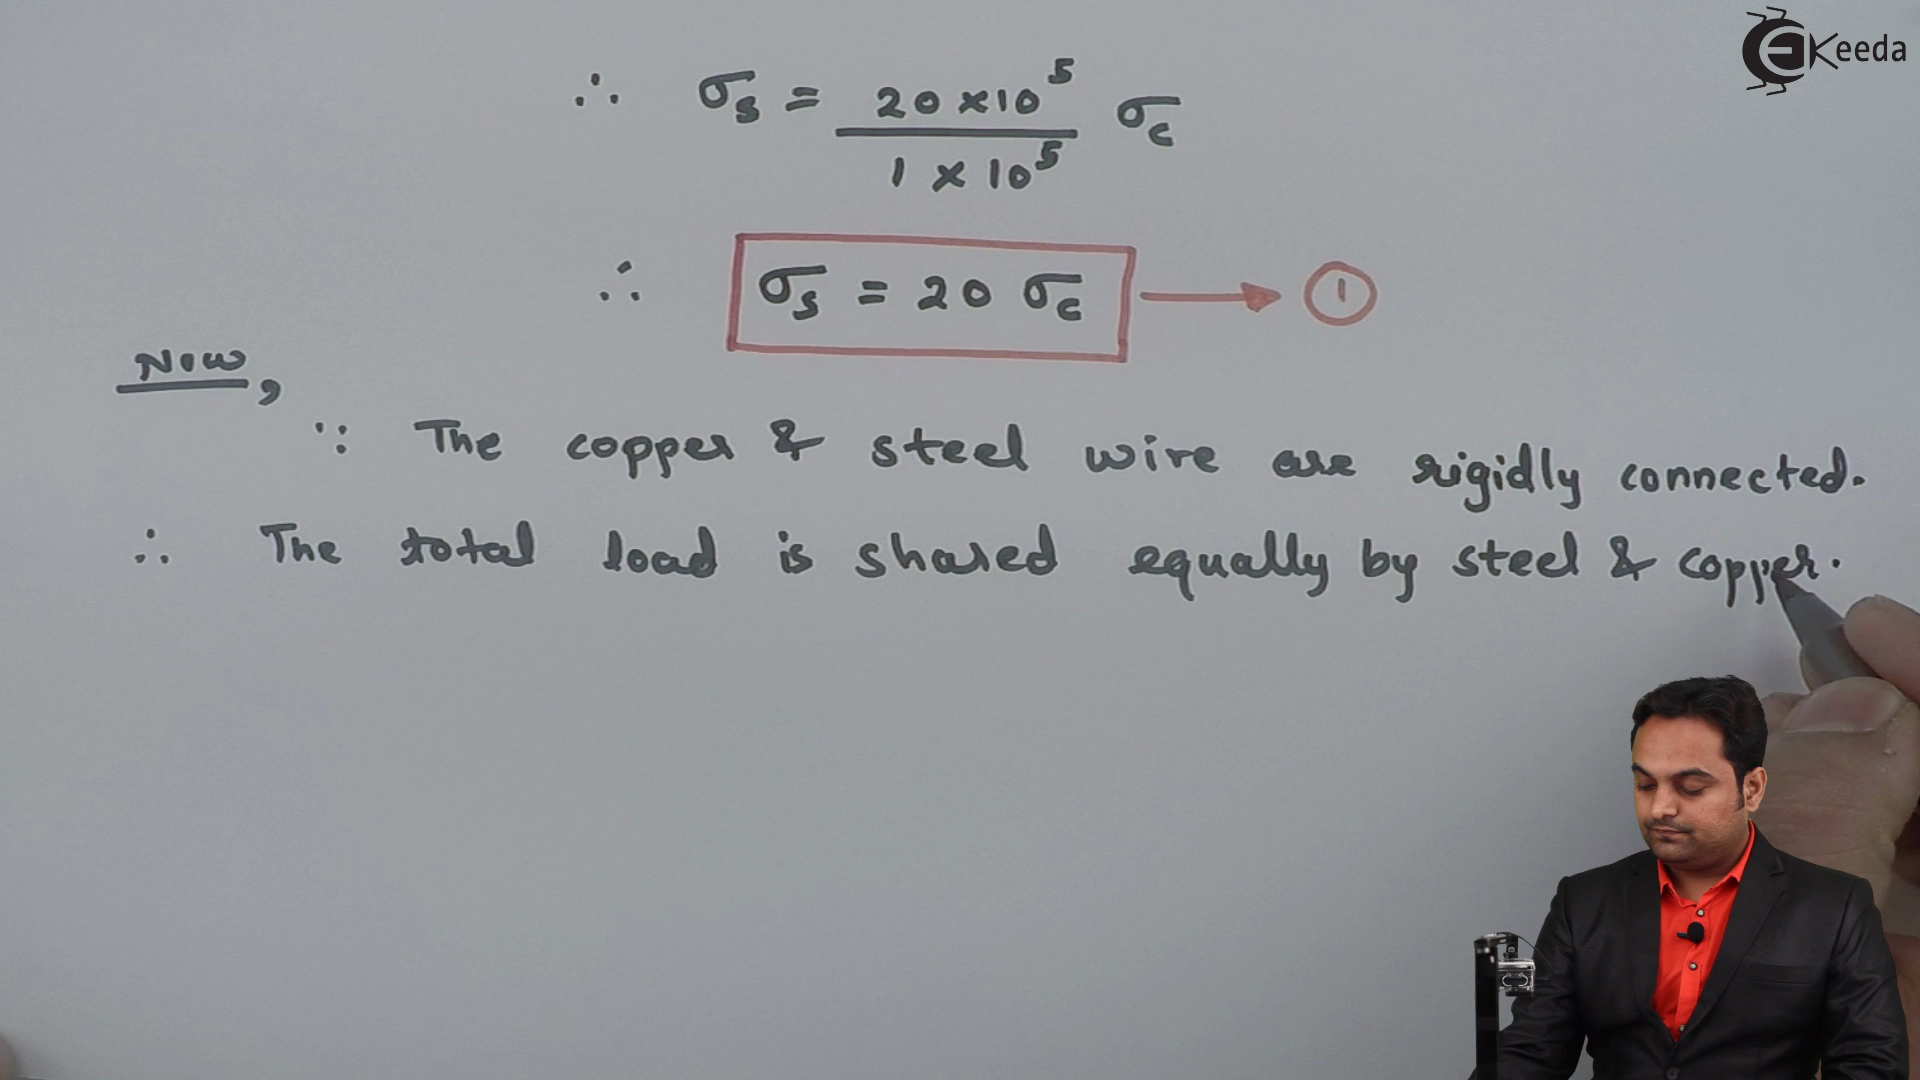 Keeda
∴ σs = 20 × 10^5 / 1 × 10^5 σc
∴ σs = 20 σc → 1
Now,
∵ The copper & steel wire are rigidly connected.
∴ The total load is shared equally by steel & copper.